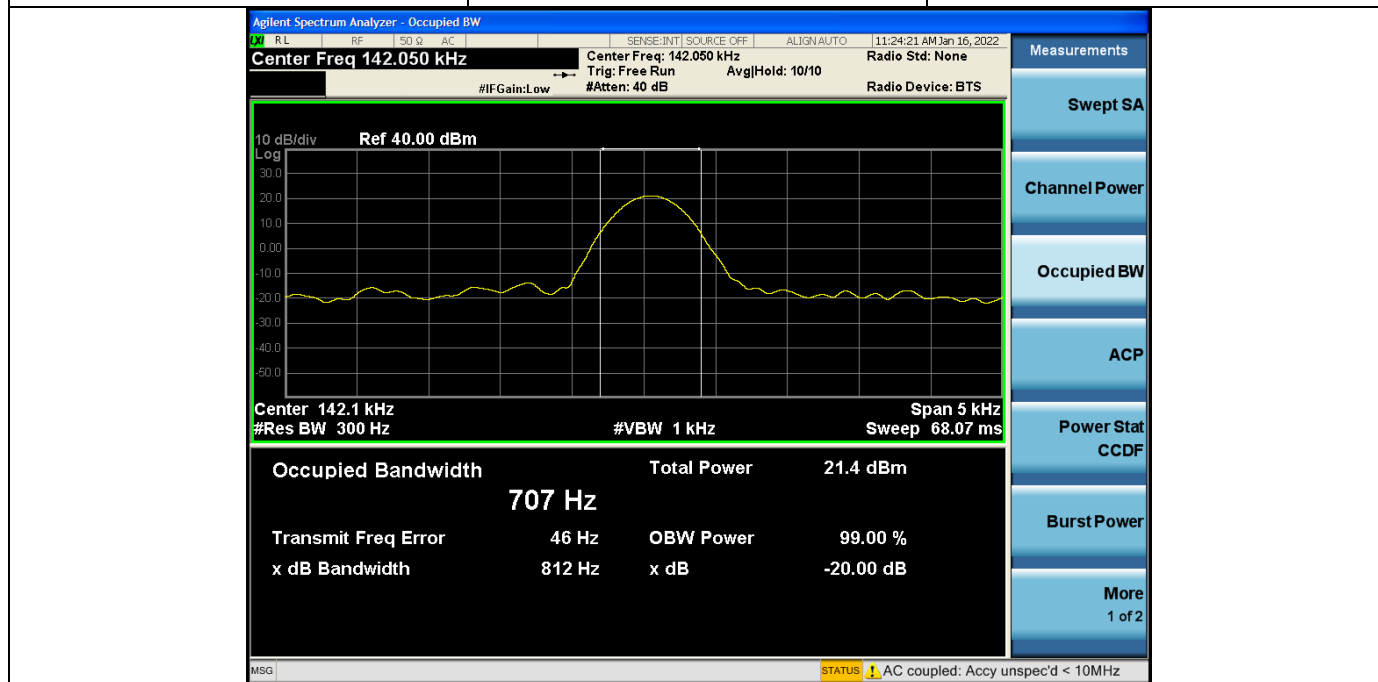 Agilent Spectrum Analyzer - Occupied BW
LXI RL RF 50 Ω AC SENSE:INT SOURCE OFF ALIGN AUTO 11:24:21 AM Jan 16, 2022
Center Freq 142.050 kHz
Center Freq: 142.050 kHz Radio Std: None
Trig: Free Run Avg|Hold: 10/10
#IFGain:Low #Atten: 40 dB Radio Device: BTS
10 dB/div Ref 40.00 dBm
Log
30.0
20.0
10.0
0.00
-10.0
-20.0
-30.0
-40.0
-50.0
Center 142.1 kHz Span 5 kHz
#Res BW 300 Hz #VBW 1 kHz Sweep 68.07 ms
Occupied Bandwidth Total Power 21.4 dBm
707 Hz
Transmit Freq Error 46 Hz OBW Power 99.00 %
x dB Bandwidth 812 Hz x dB -20.00 dB
Measurements
Swept SA
Channel Power
Occupied BW
ACP
Power Stat
CCDF
Burst Power
More
1 of 2
MSG STATUS AC coupled: Accy unspec'd < 10MHz